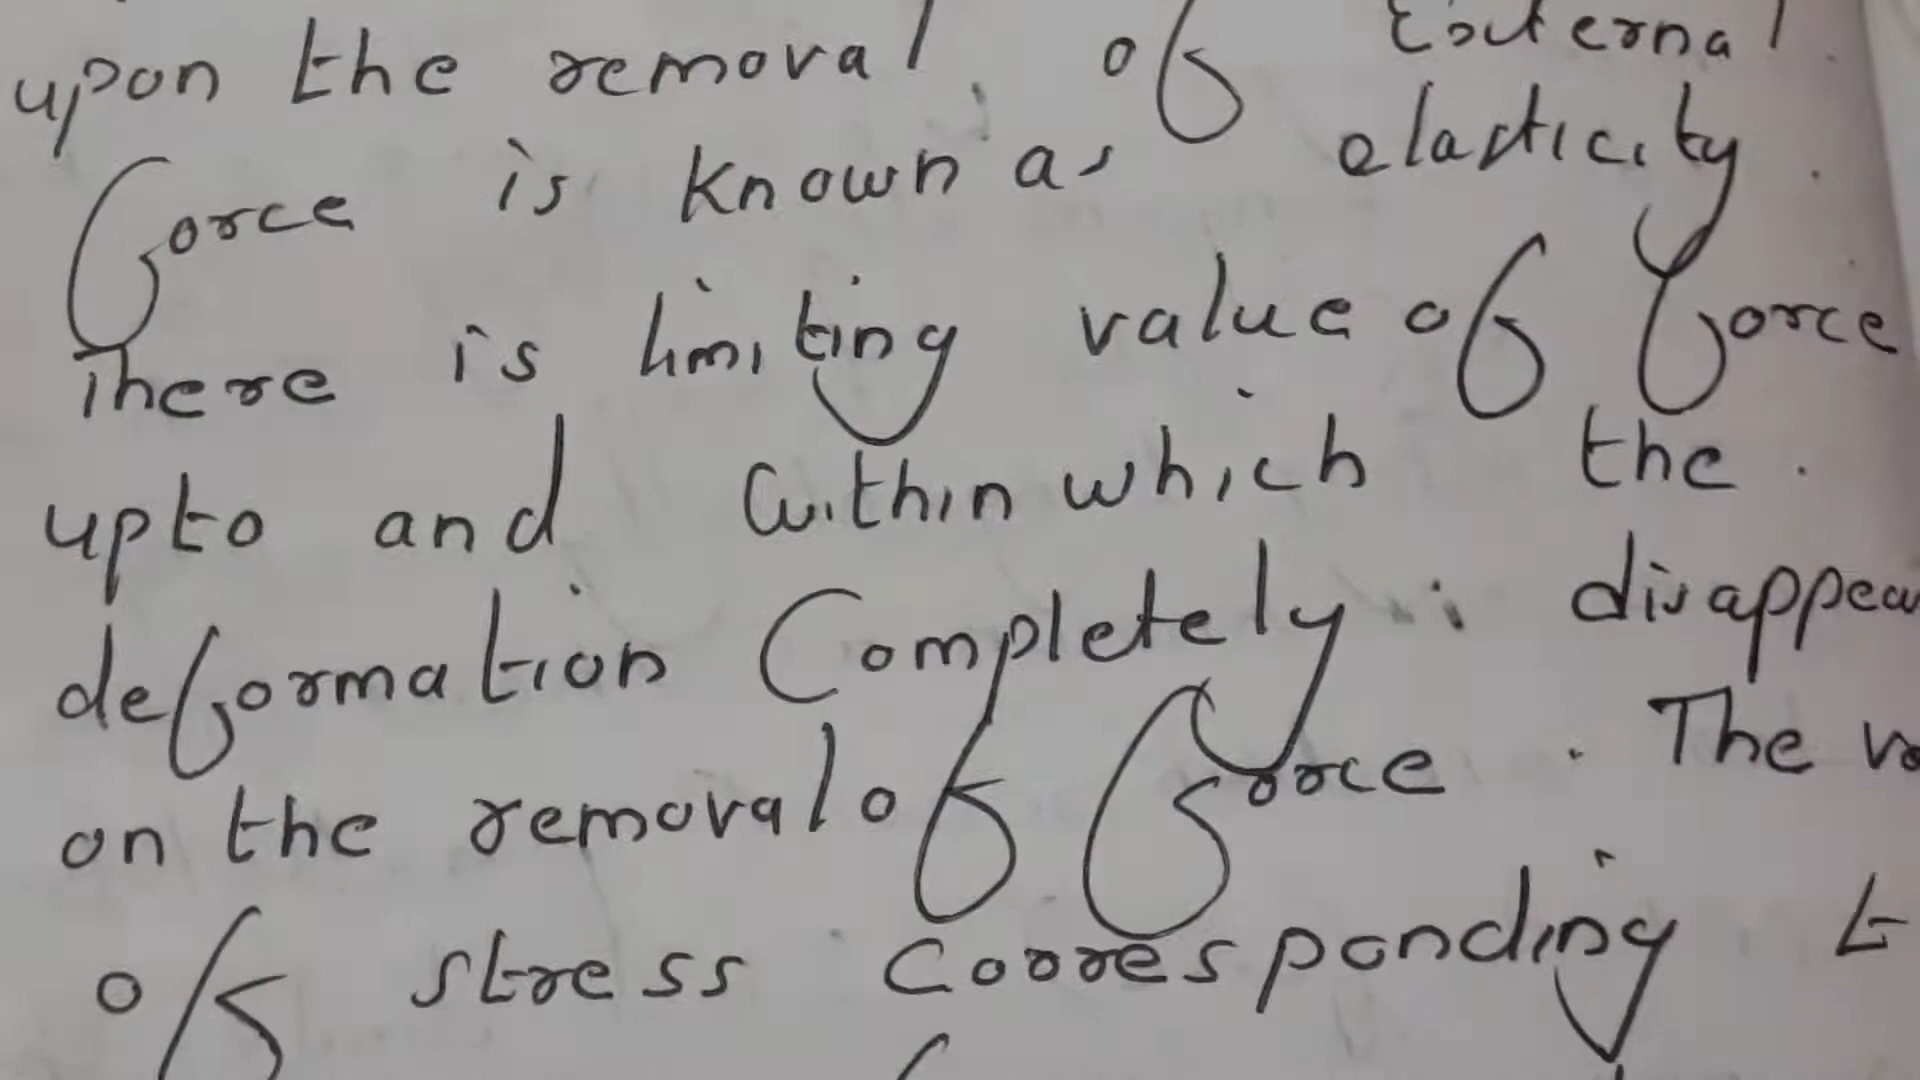 upon the removal of External
force is known as elasticity.
There is limiting value of force
upto and within which the
deformation Completely disappea
on the removal of force. The
of stress corresponding t